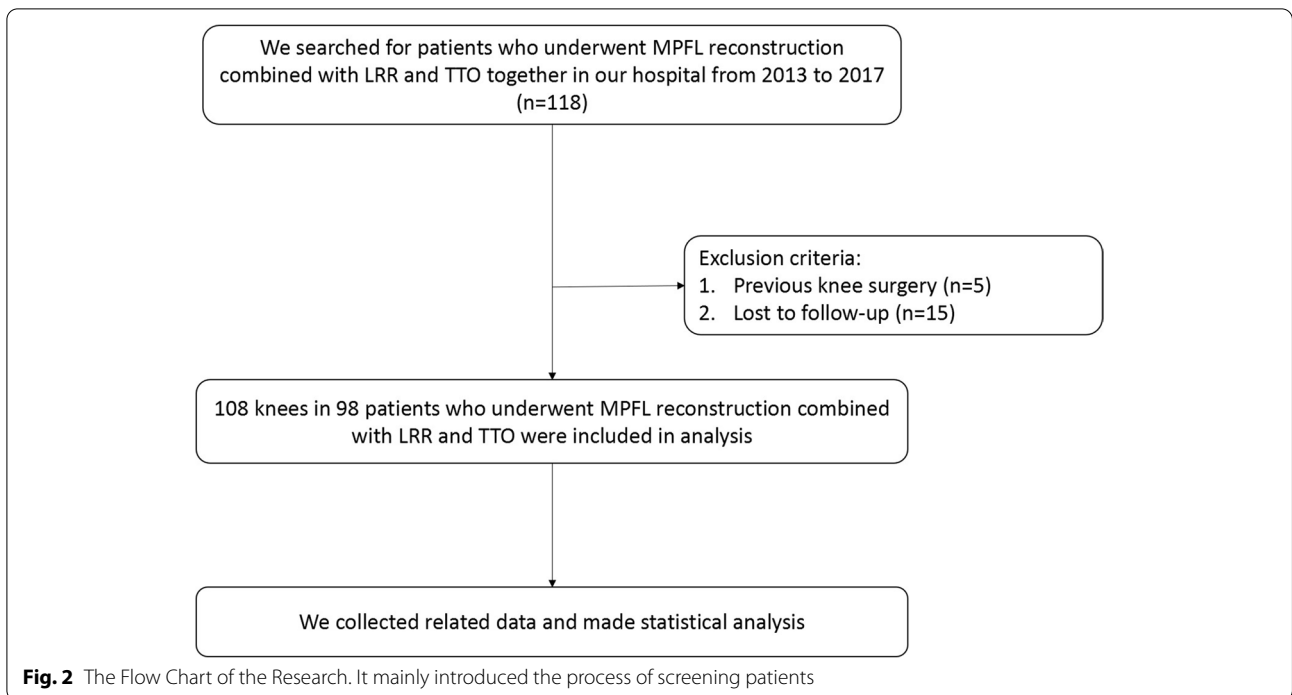 We searched for patients who underwent MPFL reconstruction
combined with LRR and TTO together in our hospital from 2013 to 2017
(n=118)
Exclusion criteria:
1. Previous knee surgery (n=5)
2. Lost to follow-up (n=15)
108 knees in 98 patients who underwent MPFL reconstruction combined
with LRR and TTO were included in analysis
We collected related data and made statistical analysis
Fig. 2 The Flow Chart of the Research. It mainly introduced the process of screening patients